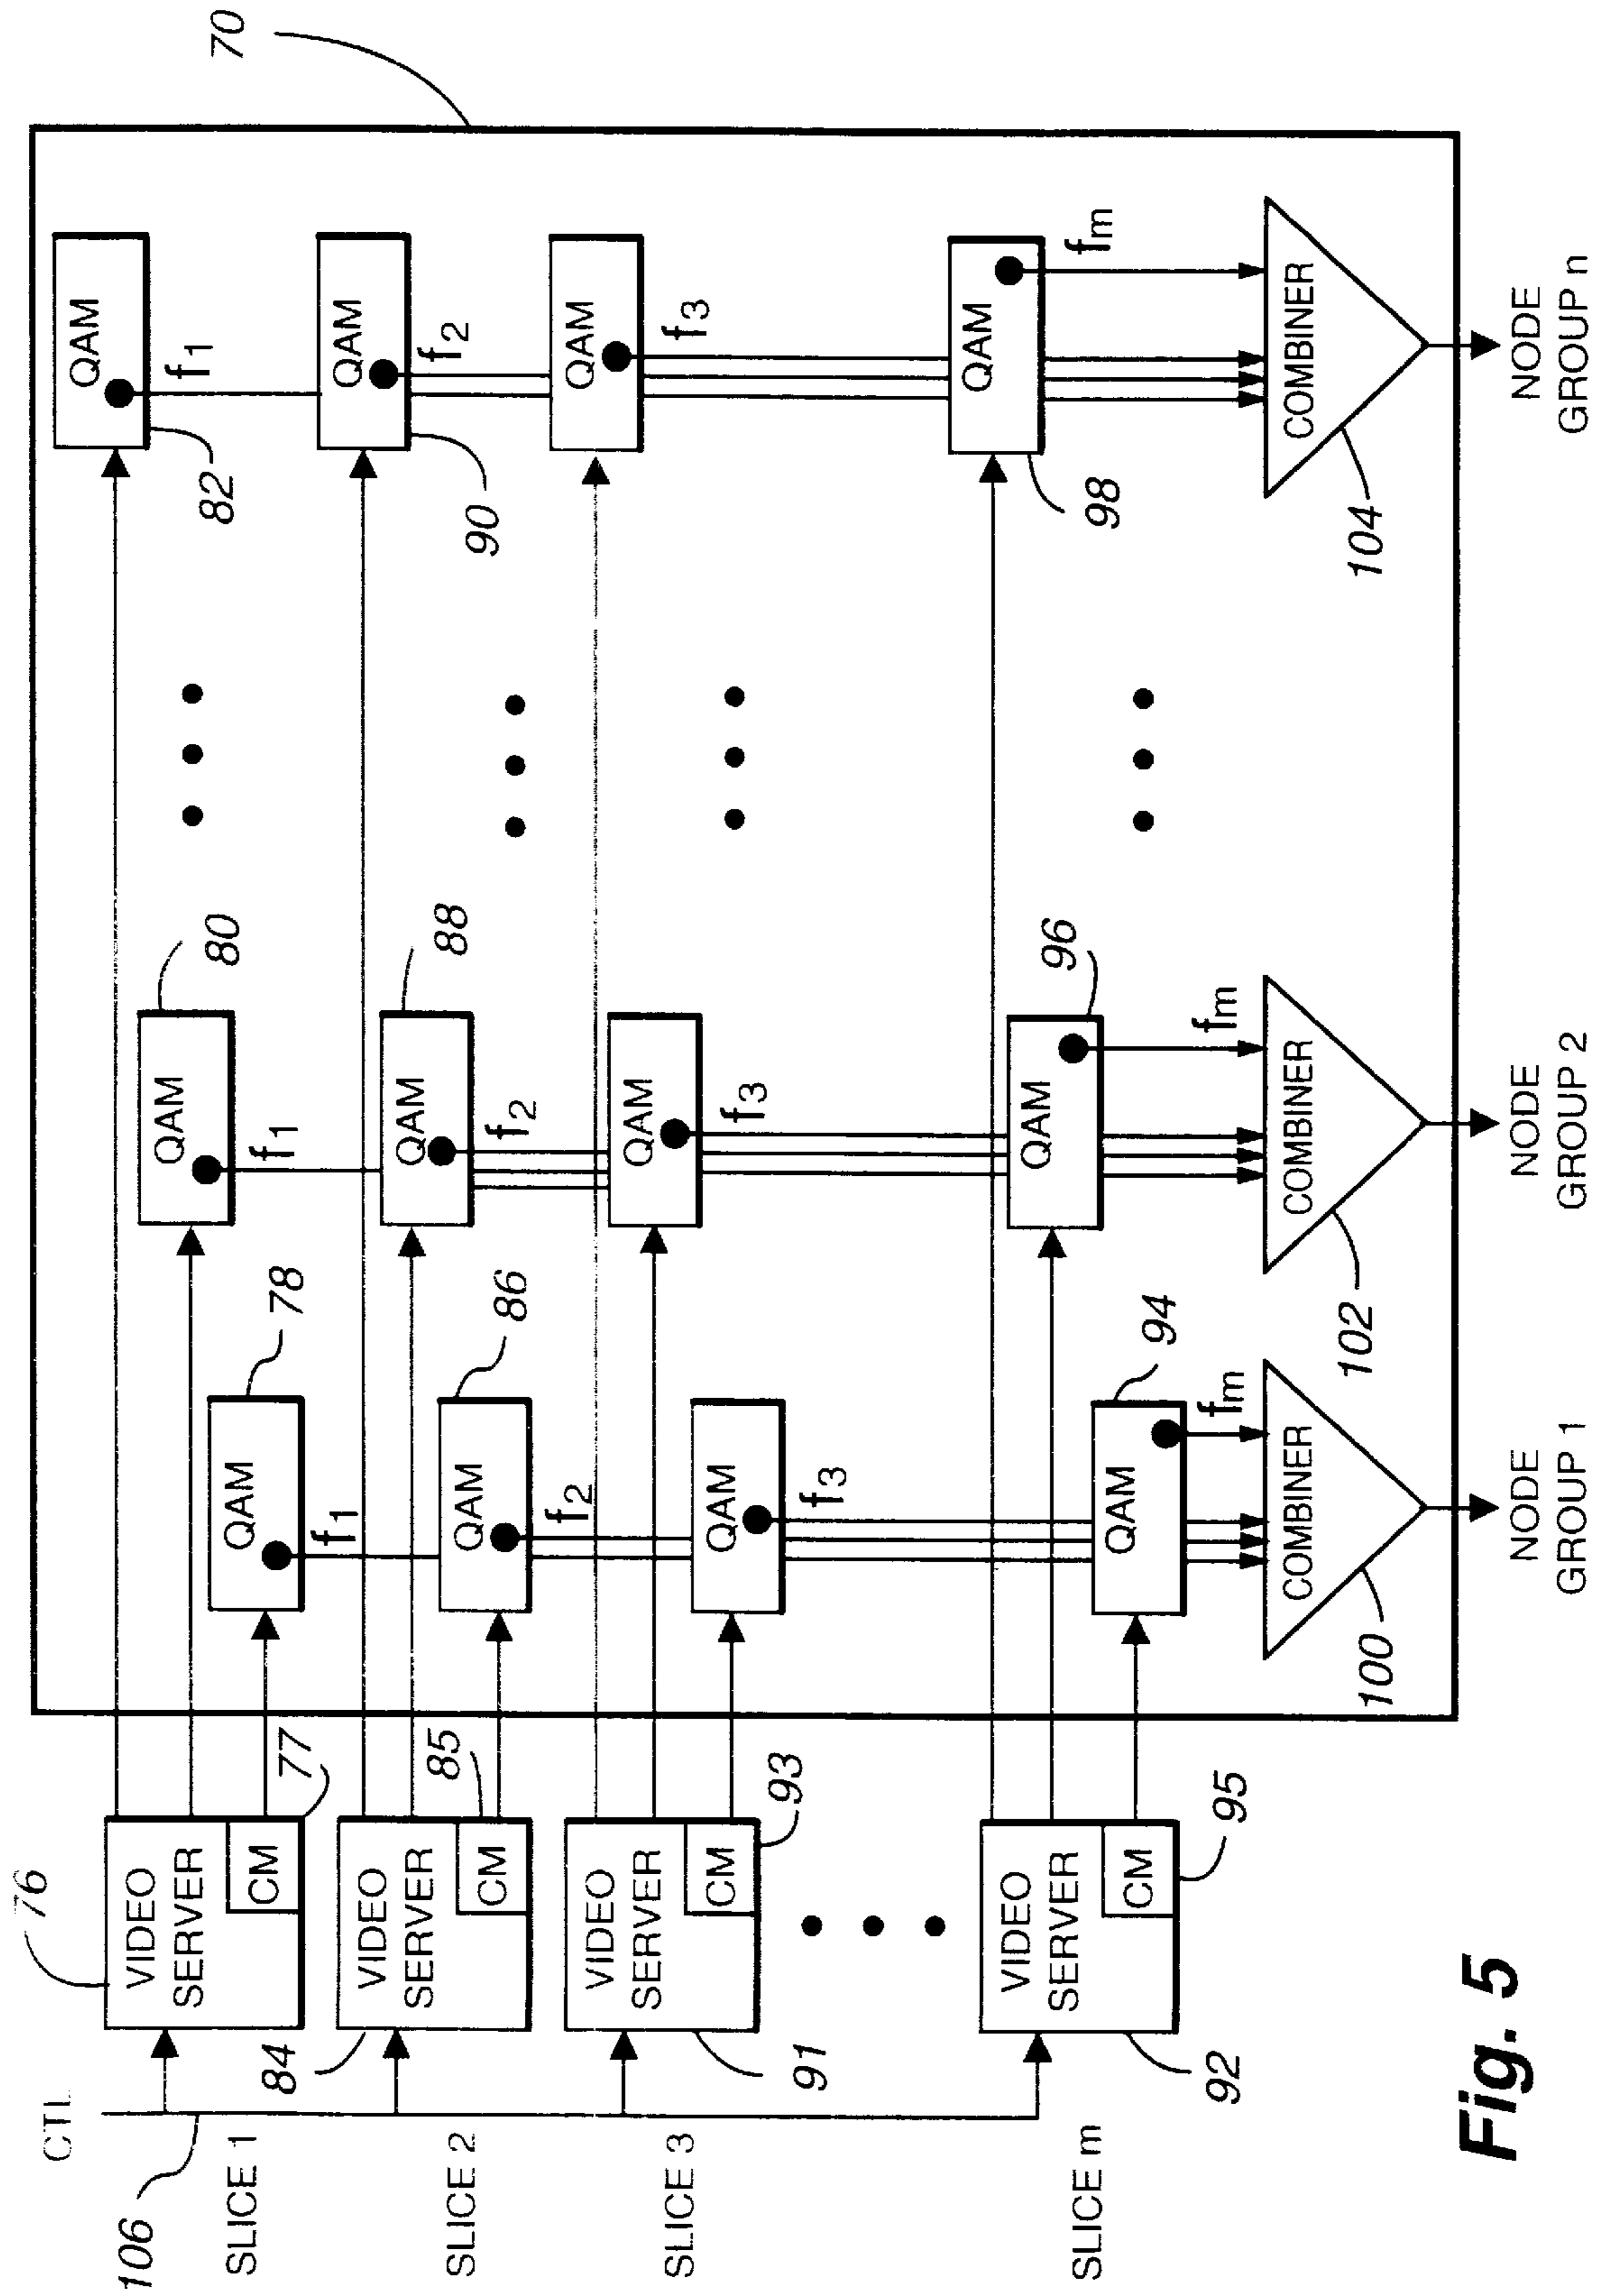 70
QAM
f1
82
QAM
f2
90
QAM
f3
QAM
fm
98
COMBINER
104
NODE
GROUP n
80
QAM
f1
88
QAM
f2
QAM
f3
96
QAM
fm
COMBINER
102
NODE
GROUP 2
78
QAM
f1
86
QAM
f2
QAM
f3
94
QAM
fm
COMBINER
100
NODE
GROUP 1
76
VIDEO
SERVER
CM
77
84
VIDEO
SERVER
CM
85
91
VIDEO
SERVER
CM
93
92
VIDEO
SERVER
CM
95
CTL
106
SLICE 1
SLICE 2
SLICE 3
SLICE m
Fig. 5